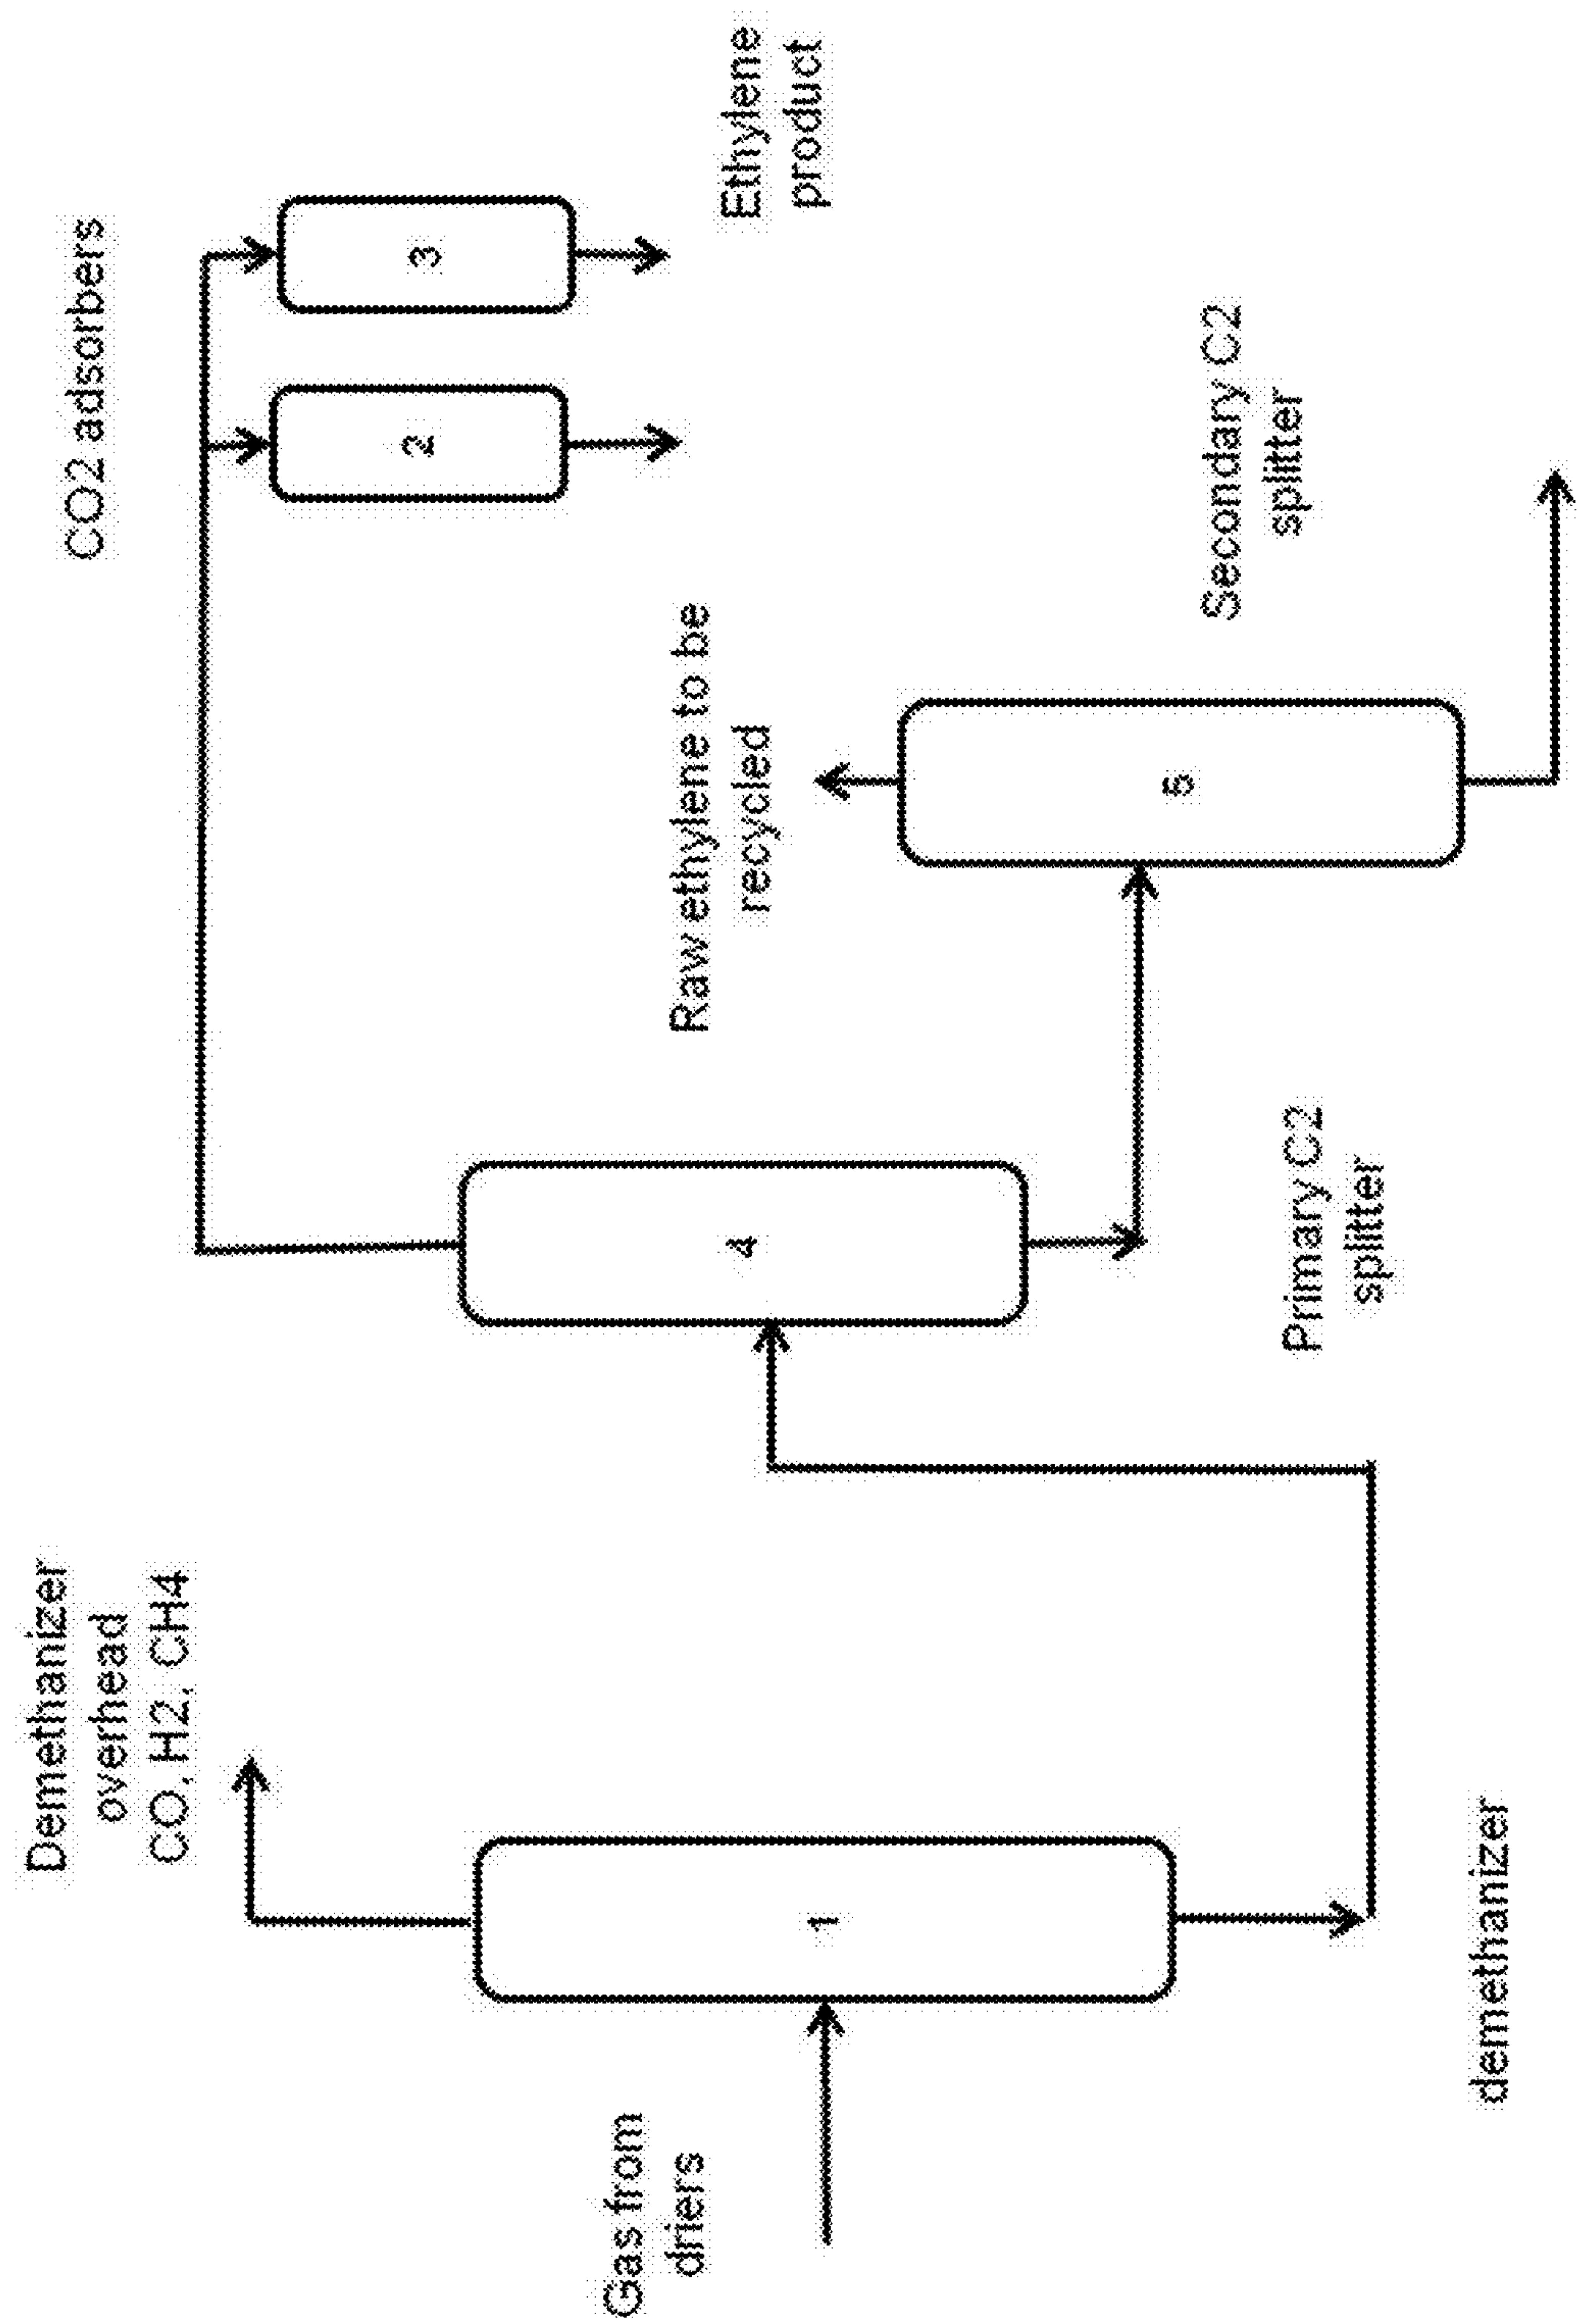 Demethanizer
overhead
CO, H2, CH4
CO2 adsorbers
3
2
Ethylene
product
Gas from
driers
1
4
Raw ethylene to be
recycled
5
Secondary C2
splitter
Primary C2
splitter
demethanizer